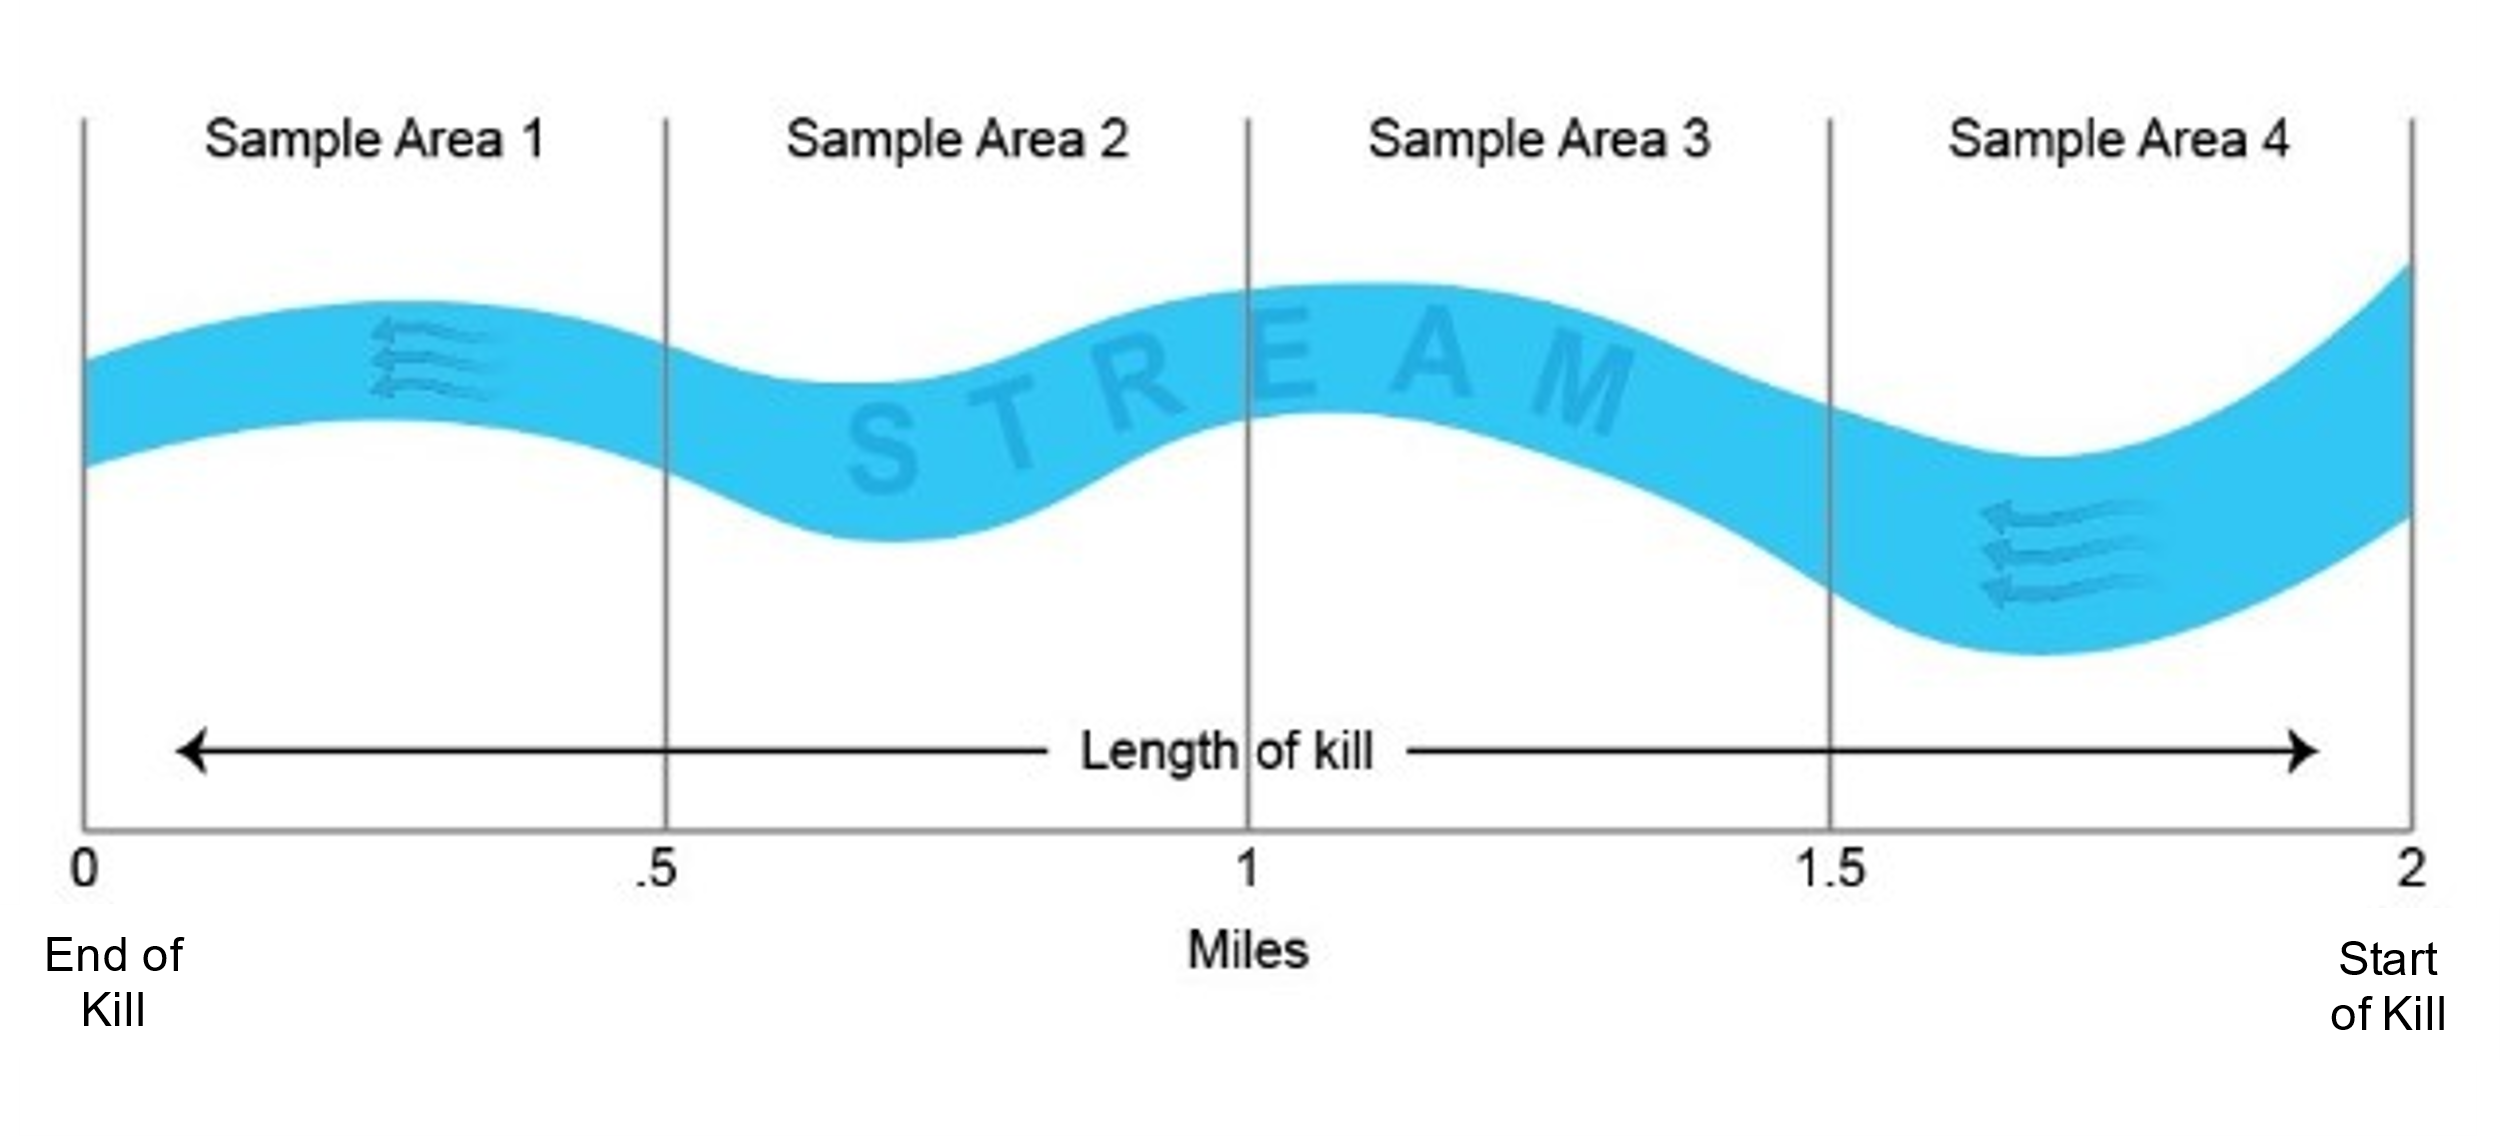 Sample Area 1
Sample Area 2
Sample Area 3
Sample Area 4
STREAM
Length of kill
0
.5
1
1.5
2
End of
Kill
Miles
Start
of Kill